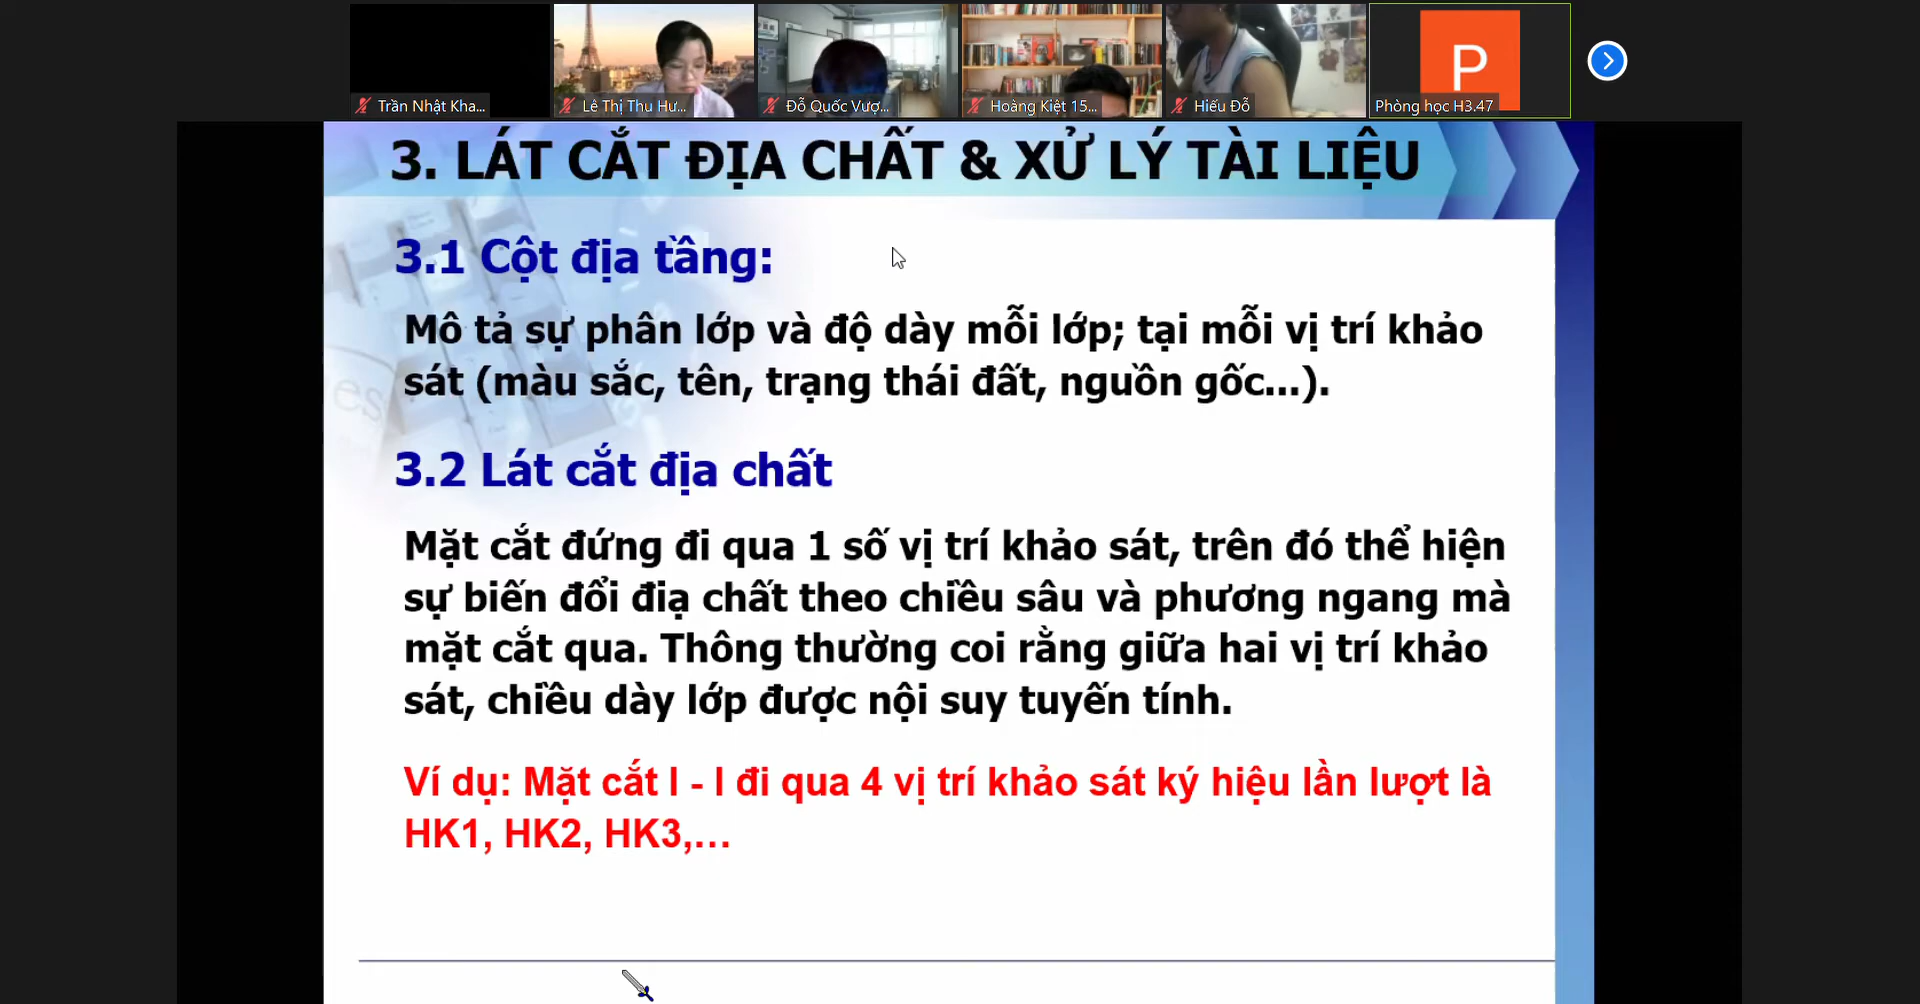 Trần Nhật Kha...
Lê Thị Thu Hư...
Đỗ Quốc Vượ...
Hoàng Kiệt 15...
Hiếu Đỗ
P
Phòng học H3.47
3. LÁT CẮT ĐỊA CHẤT & XỬ LÝ TÀI LIỆU
3.1 Cột địa tầng:
Mô tả sự phân lớp và độ dày mỗi lớp; tại mỗi vị trí khảo
sát (màu sắc, tên, trạng thái đất, nguồn gốc...).
3.2 Lát cắt địa chất
Mặt cắt đứng đi qua 1 số vị trí khảo sát, trên đó thể hiện
sự biến đổi điạ chất theo chiều sâu và phương ngang mà
mặt cắt qua. Thông thường coi rằng giữa hai vị trí khảo
sát, chiều dày lớp được nội suy tuyến tính.
Ví dụ: Mặt cắt I - I đi qua 4 vị trí khảo sát ký hiệu lần lượt là
HK1, HK2, HK3,...